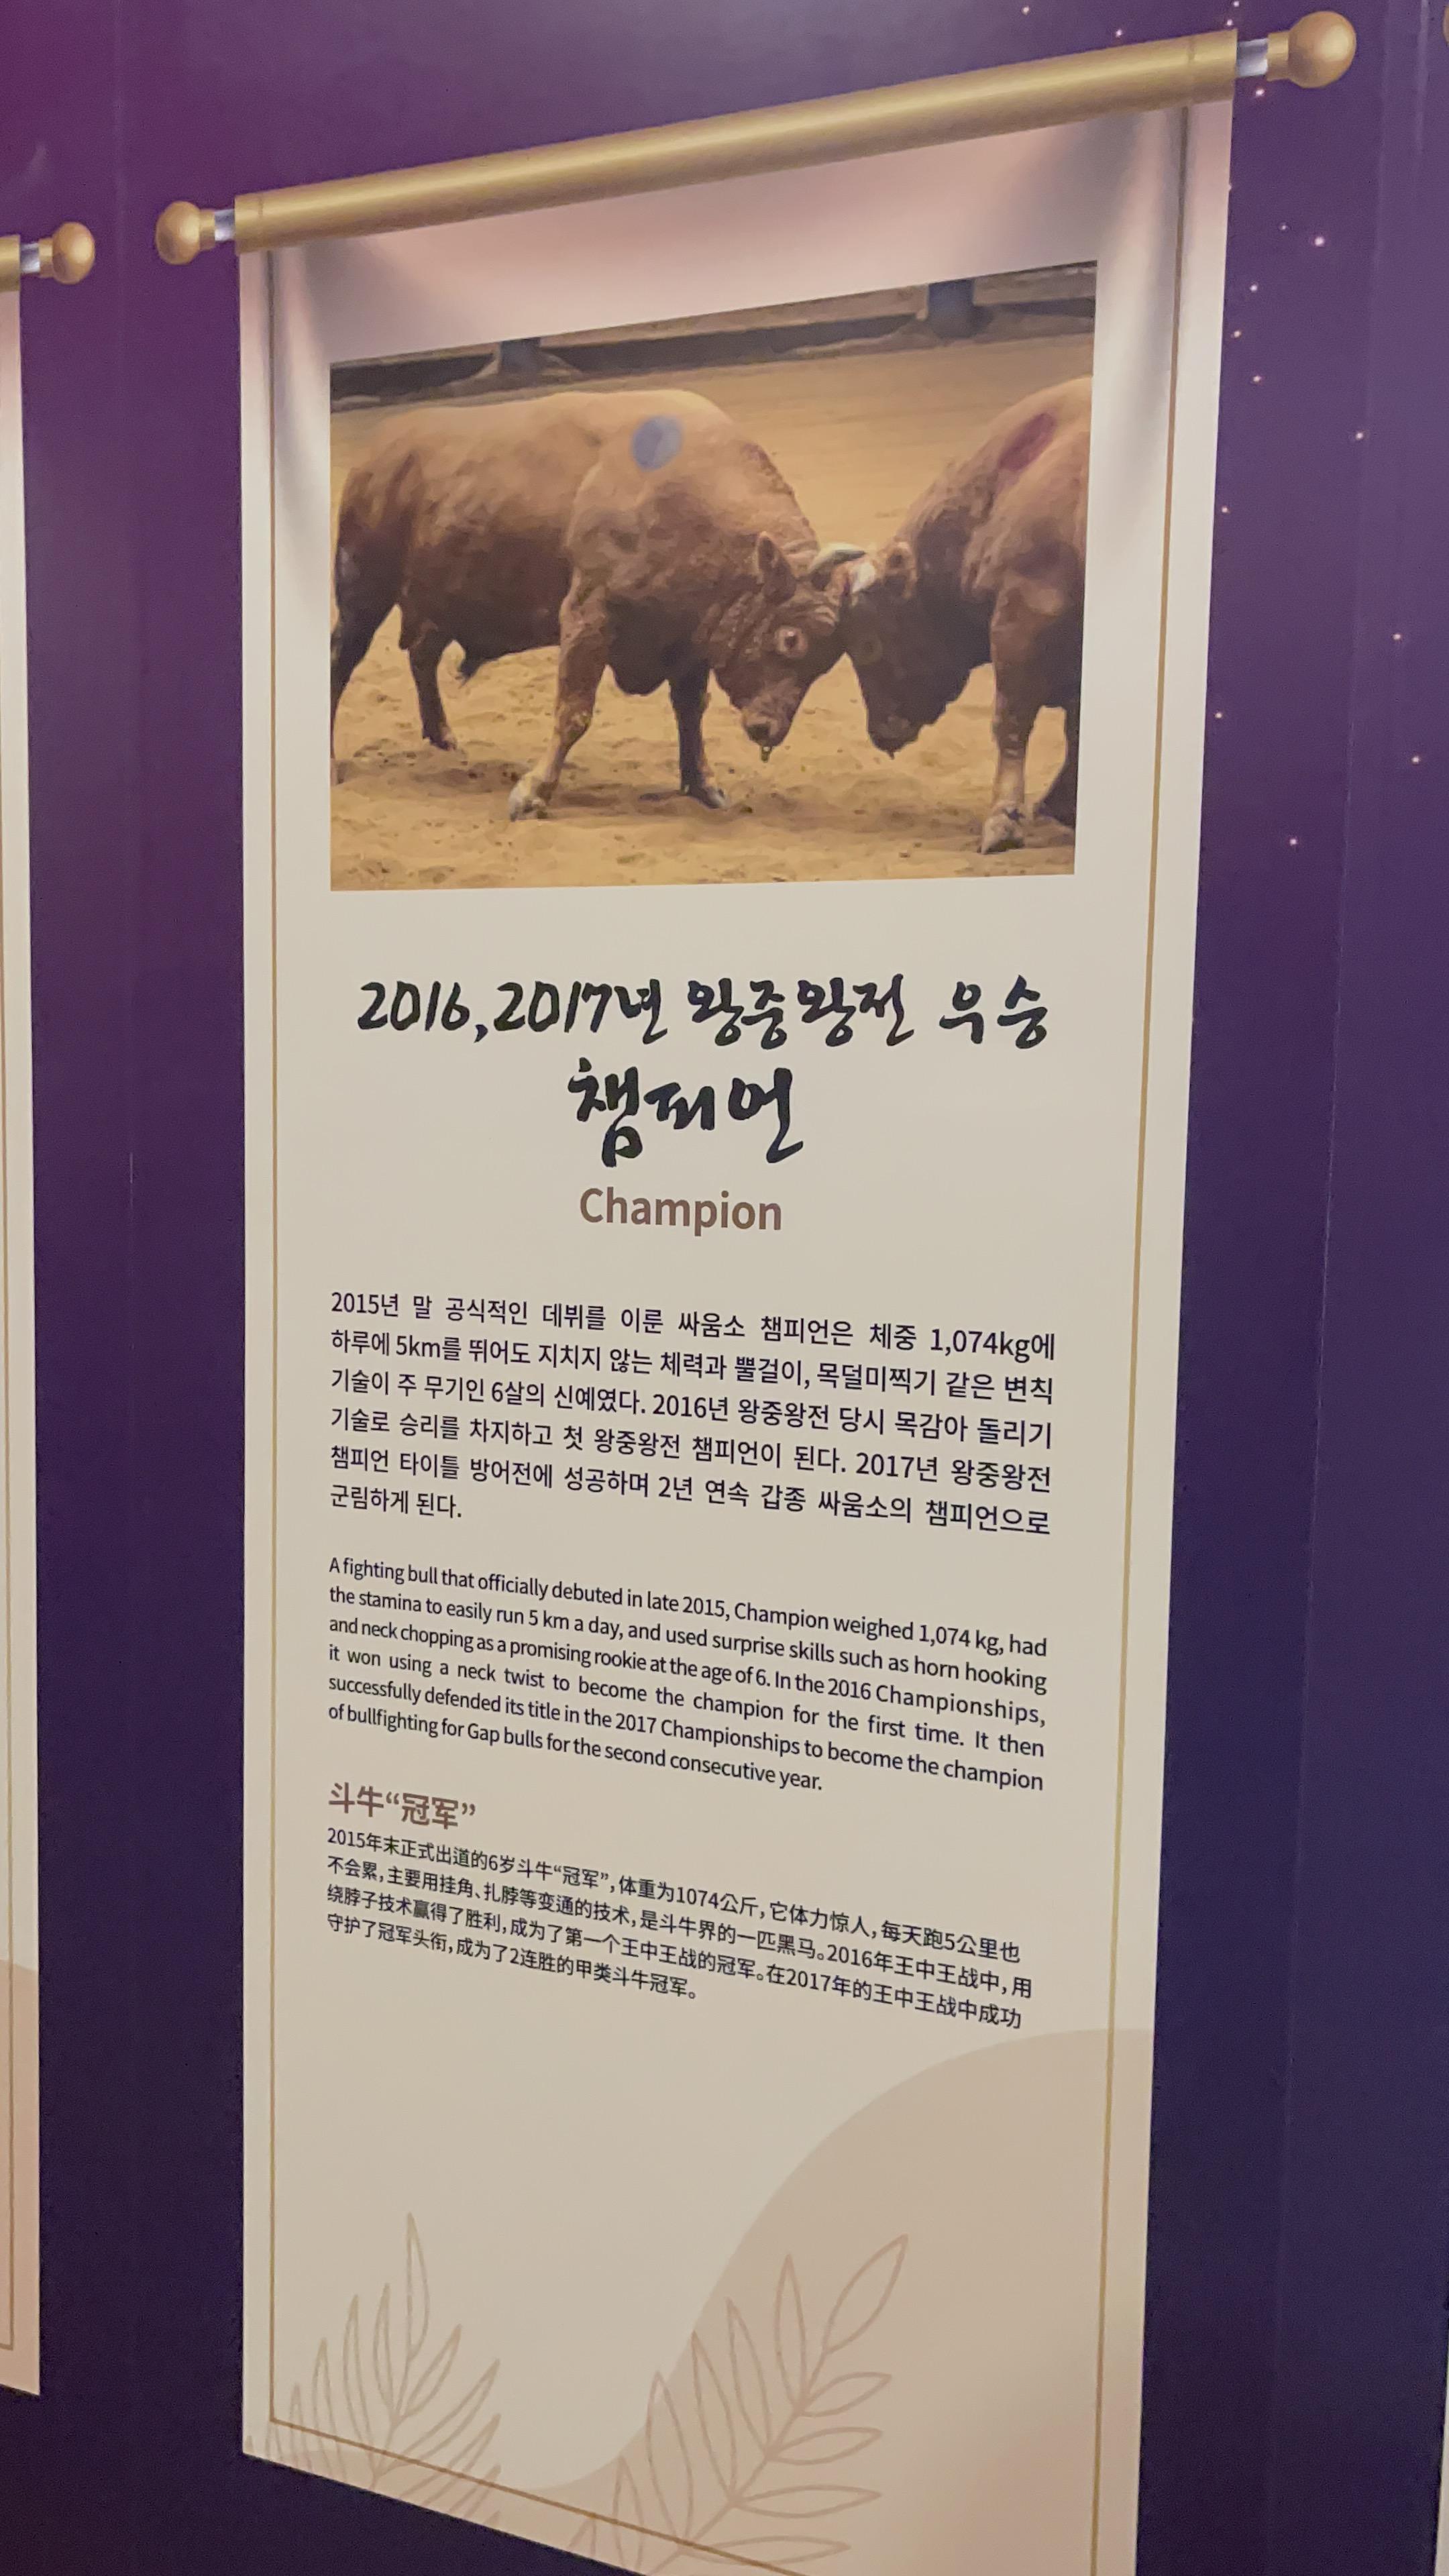 2016,2017년 왕중왕전 우승
챔피언
Champion
2015년 말 공식적인 데뷔를 이룬 싸움소 챔피언은 체중 1,074kg에
하루에 5km를 뛰어도 지치지 않는 체력과 뿔걸이, 목덜미찍기 같은 변칙
기술이 주 무기인 6살의 신예였다. 2016년 왕중왕전 당시 목감아 돌리기
기술로 승리를 차지하고 첫 왕중왕전 챔피언이 된다. 2017년 왕중왕전
챔피언 타이틀 방어전에 성공하며 2년 연속 갑종 싸움소의 챔피언으로
군림하게 된다.
A fighting bull that officially debuted in late 2015, Champion weighed 1,074 kg, had
the stamina to easily run 5 km a day, and used surprise skills such as horn hooking
and neck chopping as a promising rookie at the age of 6. In the 2016 Championships,
it won using a neck twist to become the champion for the first time. It then
successfully defended its title in the 2017 Championships to become the champion
of bullfighting for Gap bulls for the second consecutive year.
斗牛“冠军”
2015年末正式出道的6岁斗牛“冠军”，体重为1074公斤，它体力惊人，每天跑5公里也
不会累，主要用挂角、扎脖等变通的技术，是斗牛界的一匹黑马。2016年王中王战中，用
绕脖子技术赢得了胜利，成为了第一个王中王战的冠军。在2017年的王中王战中成功
守护了冠军头衔，成为了2连胜的甲类斗牛冠军。